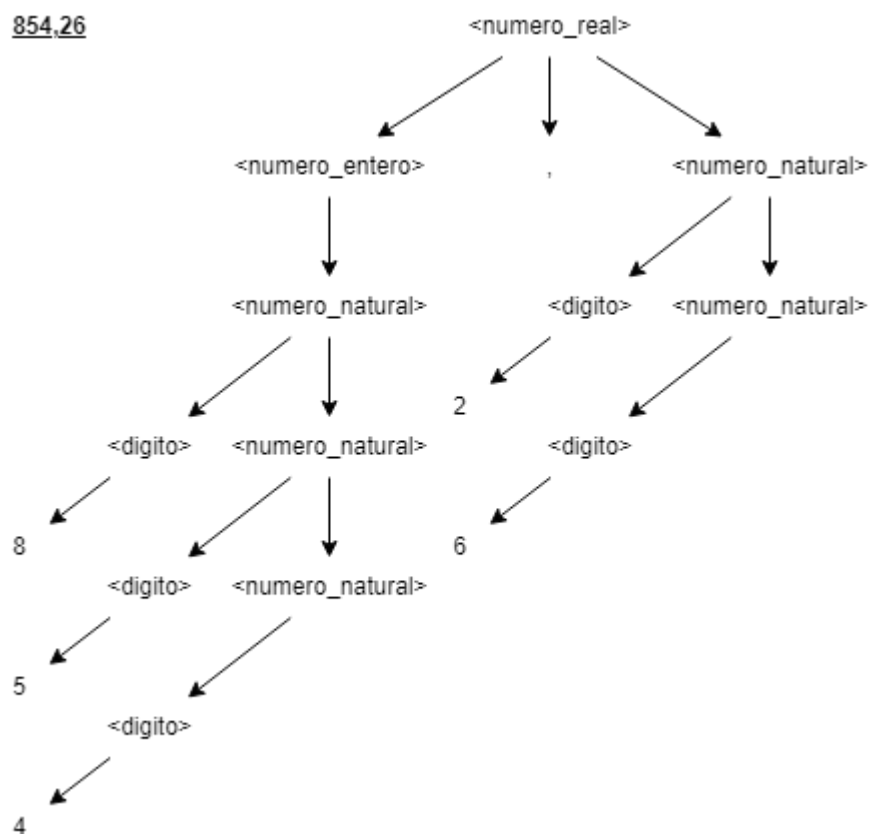 854,26 <numero_real>
<numero_entero> , <numero_natural>
<numero_natural> <digito> <numero_natural>
2
<digito> <numero_natural> <digito>
8 6
<digito> <numero_natural>
5
<digito>
4